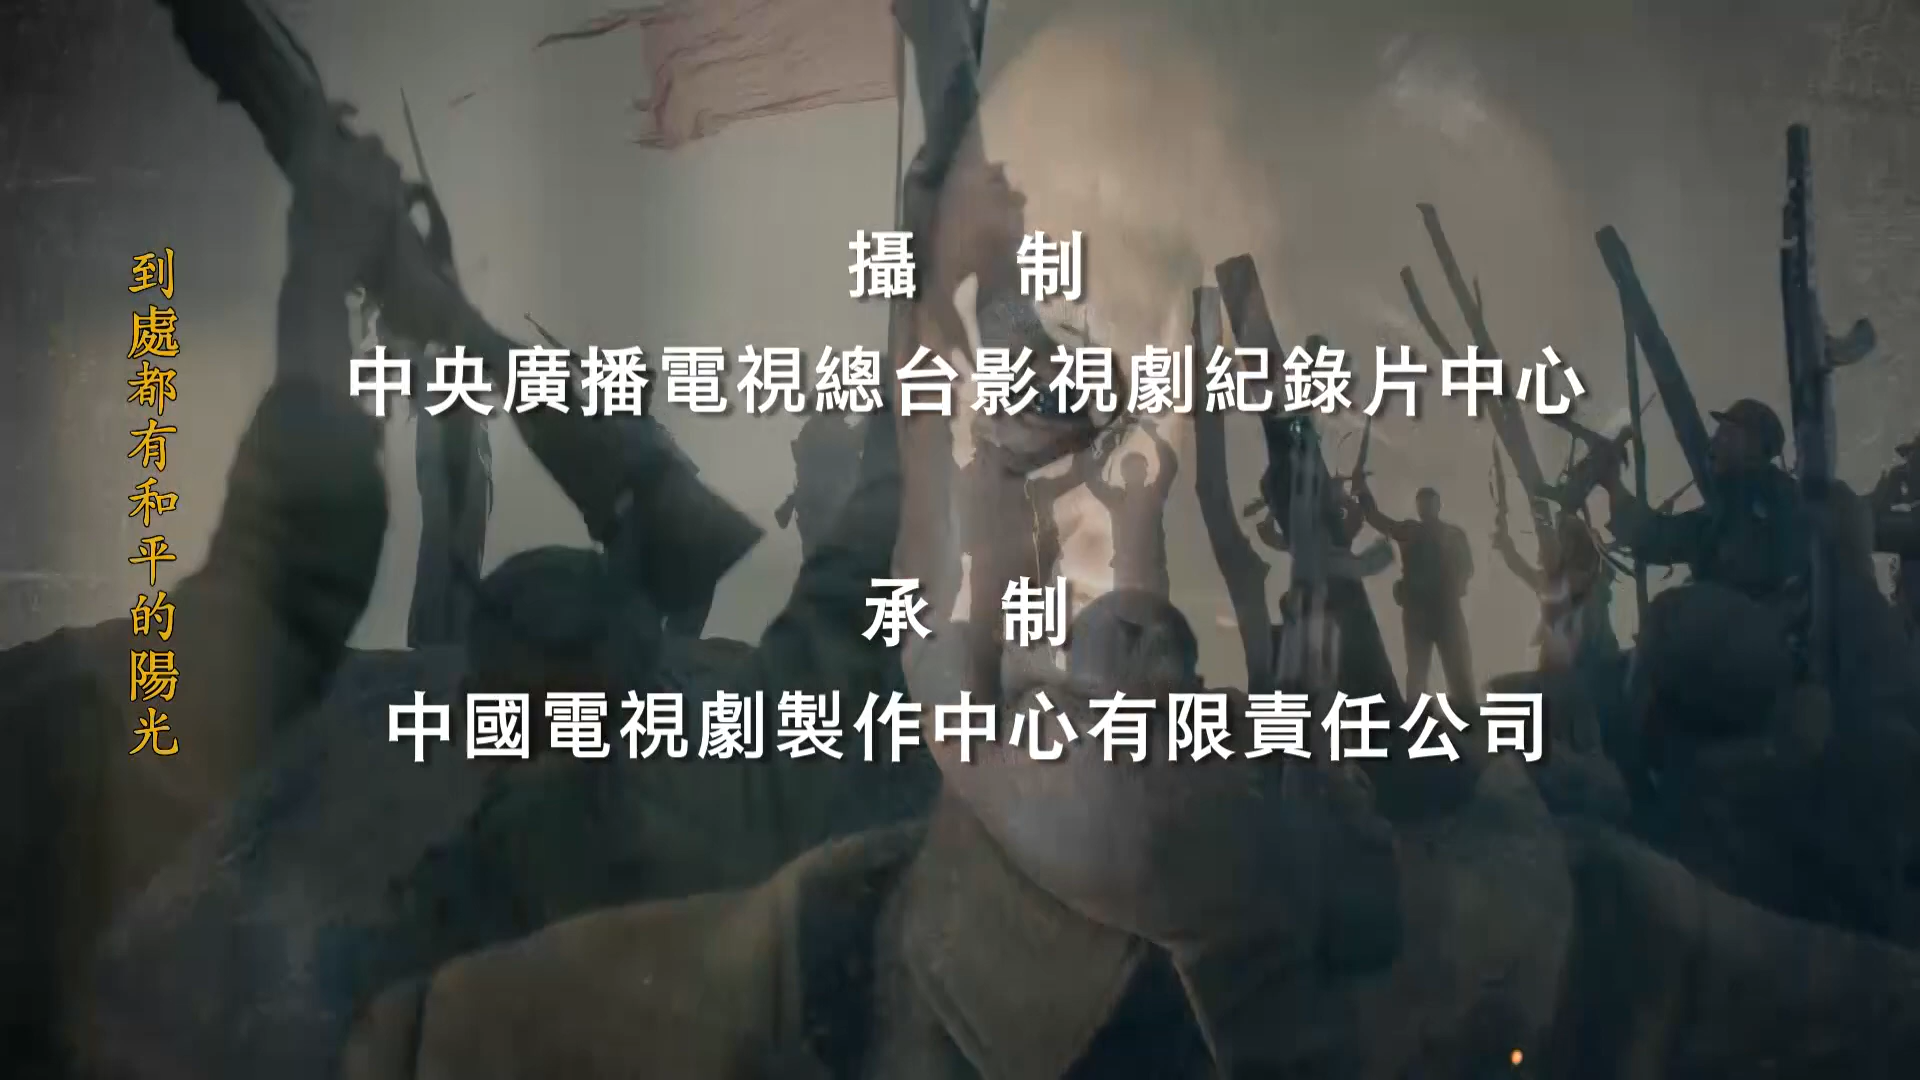 到處都有和平的陽光
攝 制
中央廣播電視總台影視劇紀錄片中心
承 制
中國電視劇製作中心有限責任公司